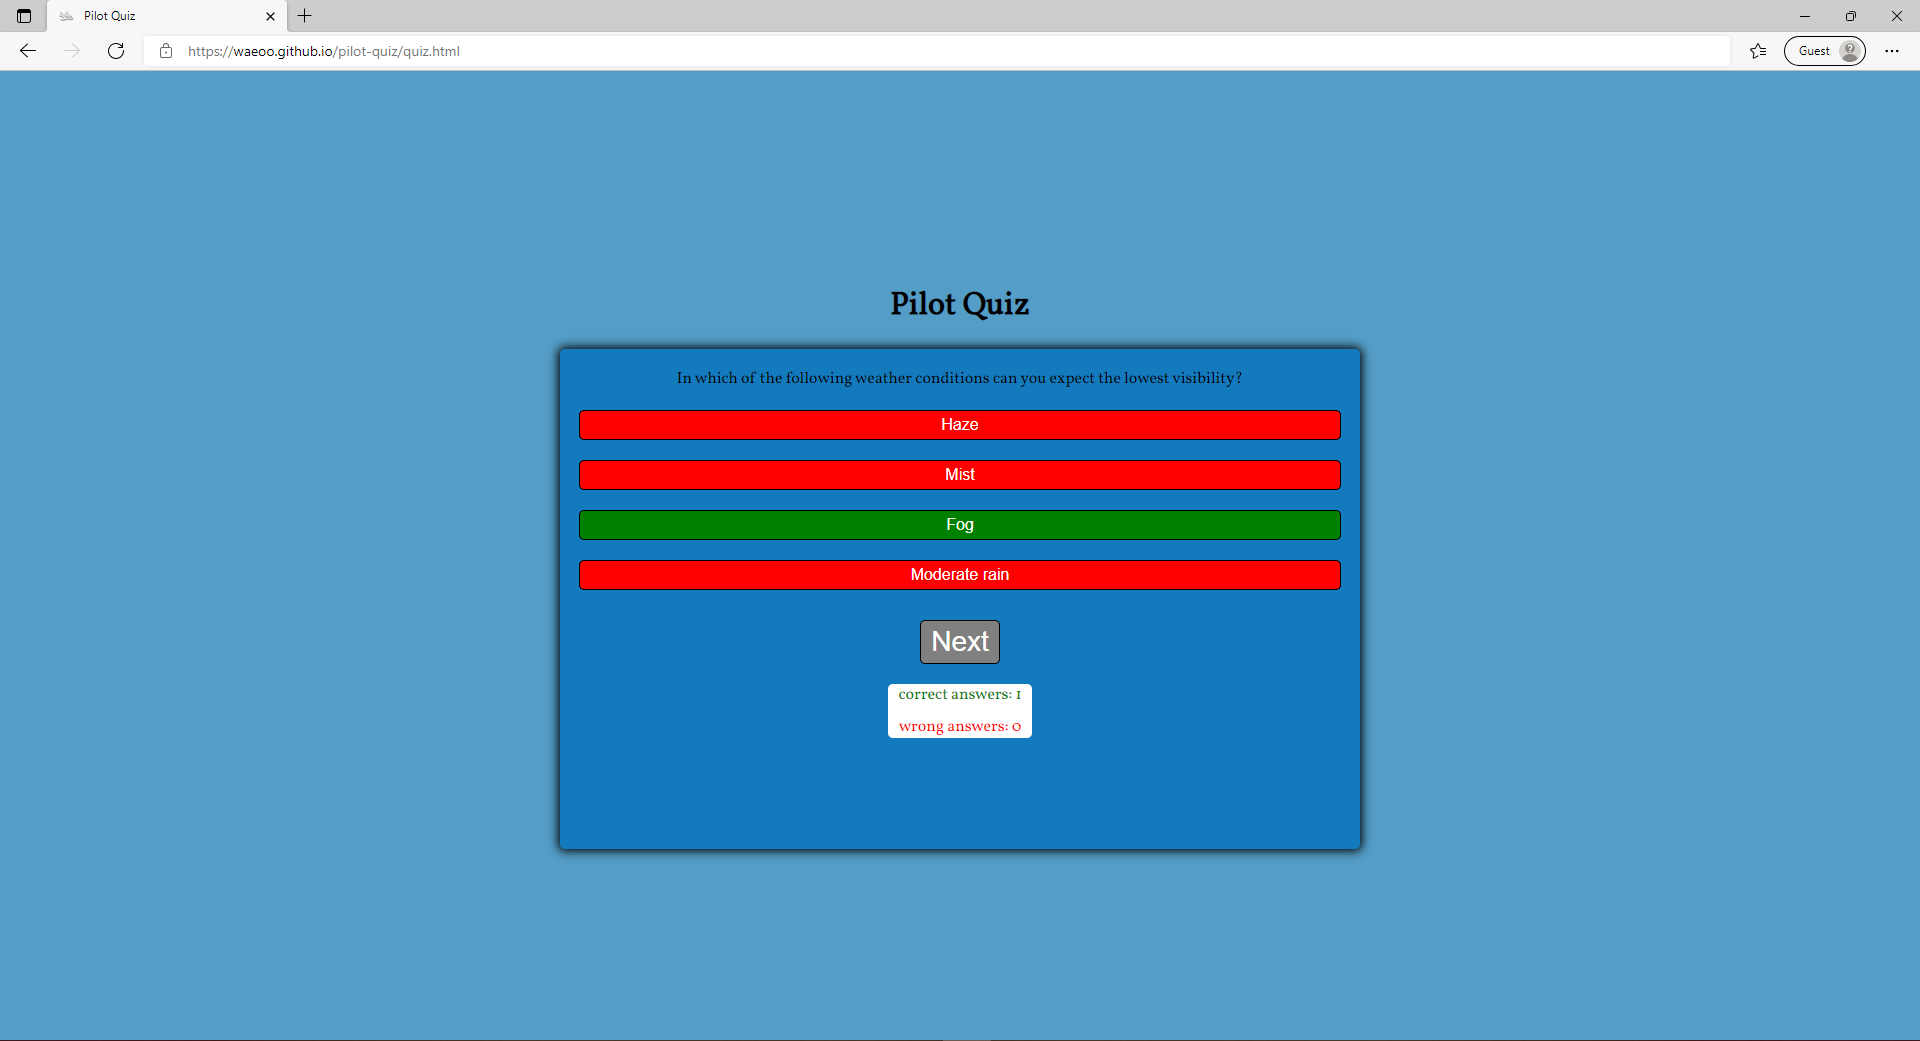 Pilot Quiz
https://waeoo.github.io/pilot-quiz/quiz.html
Guest
Pilot Quiz
In which of the following weather conditions can you expect the lowest visibility?
Haze
Mist
Fog
Moderate rain
Next
correct answers: 1
wrong answers: 0